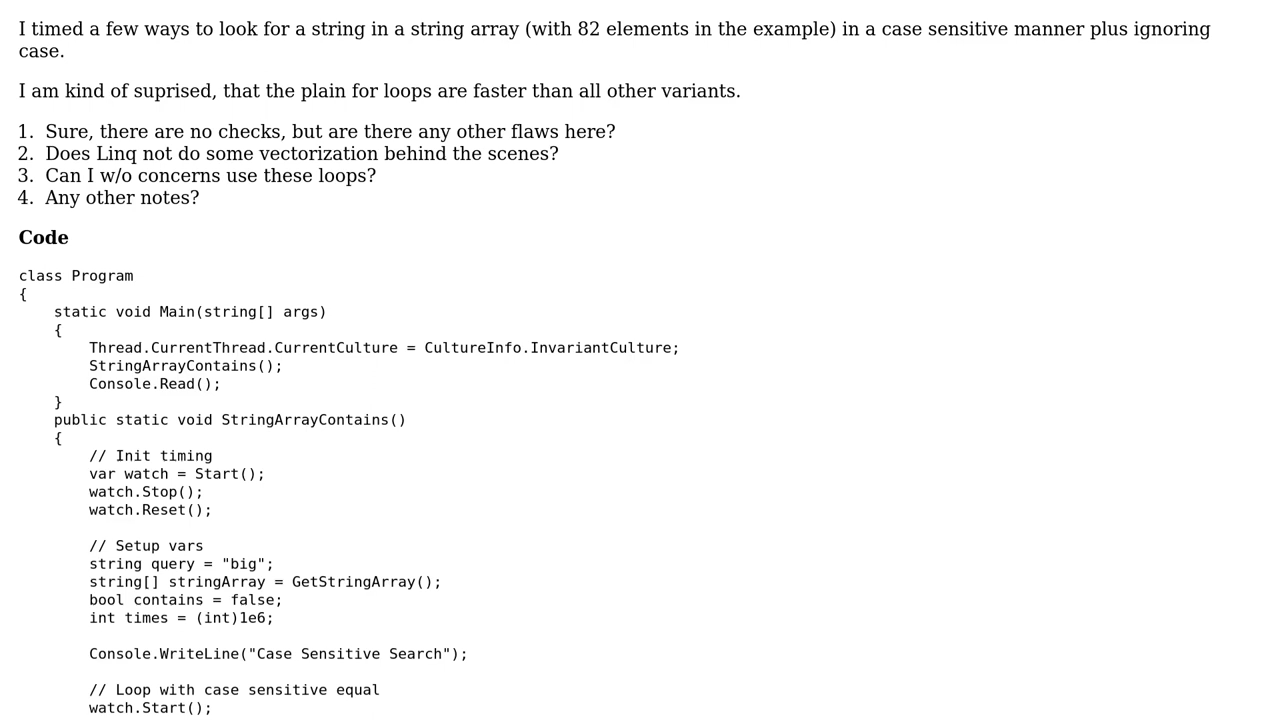 I timed a few ways to look for a string in a string array (with 82 elements in the example) in a case sensitive manner plus ignoring
case.
I am kind of suprised, that the plain for loops are faster than all other variants.
1. Sure, there are no checks, but are there any other flaws here?
2. Does Linq not do some vectorization behind the scenes?
3. Can I w/o concerns use these loops?
4. Any other notes?
Code
class Program
{
    static void Main(string[] args)
    {
        Thread.CurrentThread.CurrentCulture = CultureInfo.InvariantCulture;
        StringArrayContains();
        Console.Read();
    }
    public static void StringArrayContains()
    {
        // Init timing
        var watch = Start();
        watch.Stop();
        watch.Reset();

        // Setup vars
        string query = "big";
        string[] stringArray = GetStringArray();
        bool contains = false;
        int times = (int)1e6;

        Console.WriteLine("Case Sensitive Search");

        // Loop with case sensitive equal
        watch.Start();